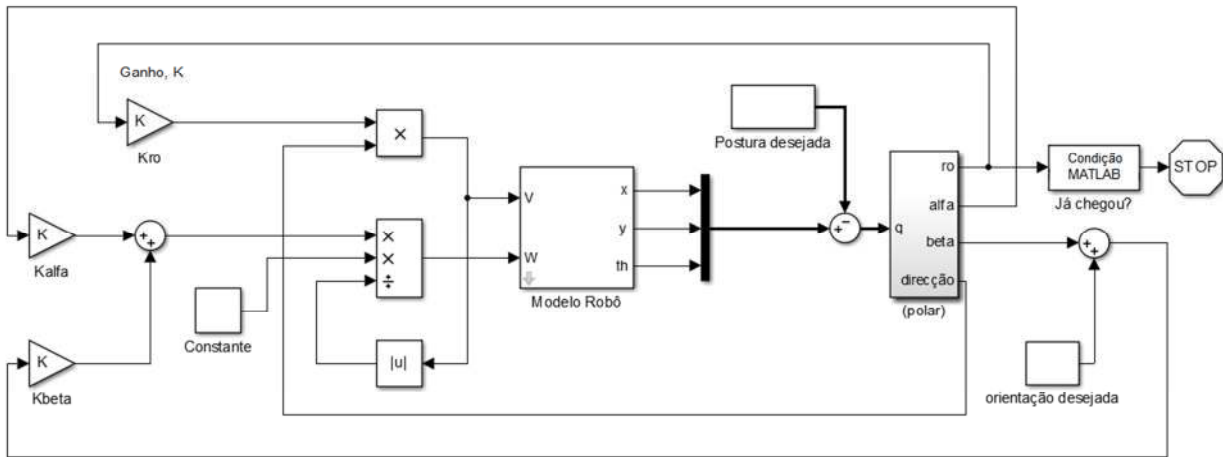 Ganho, K
K
Kro
×
Postura desejada
ro
alfa
beta
direcção
q
(polar)
Condição
MATLAB
Já chegou?
STOP
V
W
x
y
th
Modelo Robô
K
Kalfa
+
+
×
×
÷
Constante
|u|
K
Kbeta
+
−
+
+
orientação desejada